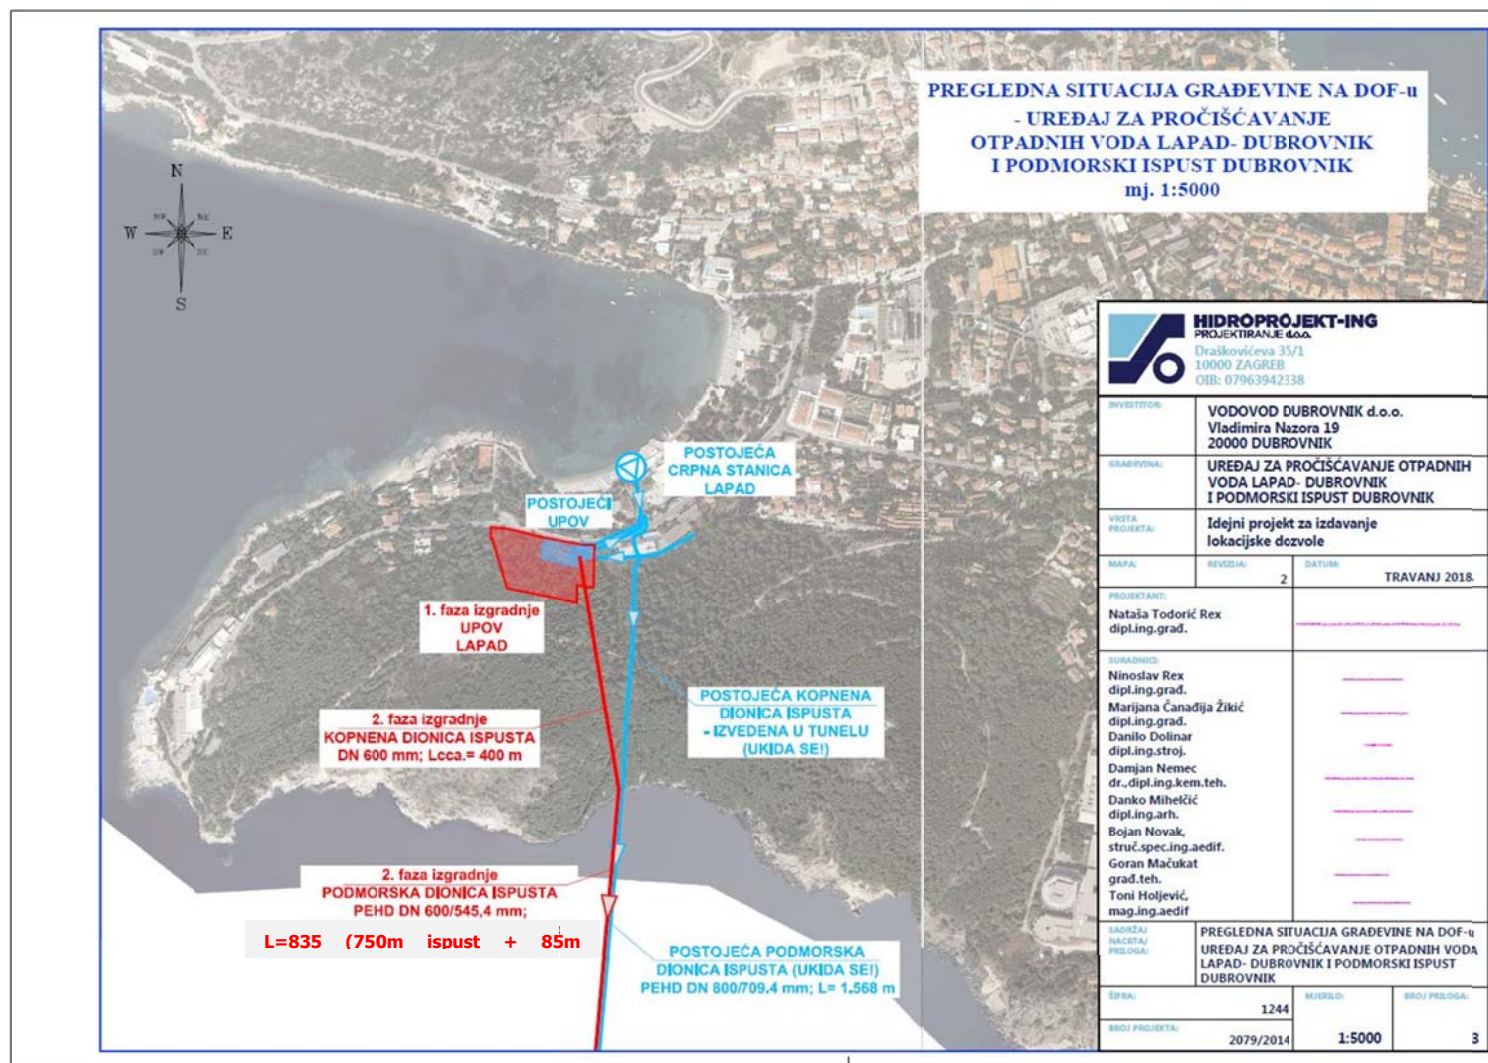 PREGLEDNA SITUACIJA GRAĐEVINE NA DOF-u
- UREĐAJ ZA PROČIŠĆAVANJE
OTPADNIH VODA LAPAD- DUBROVNIK
I PODMORSKI ISPUST DUBROVNIK
mj. 1:5000
N
NW
NE
W
E
SW
SE
S
POSTOJEĆA
CRPNA STANICA
LAPAD
POSTOJEĆI
UPOV
1. faza izgradnje
UPOV
LAPAD
2. faza izgradnje
KOPNENA DIONICA ISPUSTA
DN 600 mm; Lcca.= 400 m
POSTOJEĆA KOPNENA
DIONICA ISPUSTA
- IZVEDENA U TUNELU
(UKIDA SE!)
2. faza izgradnje
PODMORSKA DIONICA ISPUSTA
PEHD DN 600/545,4 mm;
L=835 (750m ispust + 85m
POSTOJEĆA PODMORSKA
DIONICA ISPUSTA (UKIDA SE!)
PEHD DN 800/709,4 mm; L= 1.568 m
HIDROPROJEKT-ING
PROJEKTIRANJE d.o.o.
Draškovićeva 35/1
10000 ZAGREB
OIB: 07963942338
INVESTITOR:
VODOVOD DUBROVNIK d.o.o.
Vladimira Nazora 19
20000 DUBROVNIK
GRAĐEVINA:
UREĐAJ ZA PROČIŠĆAVANJE OTPADNIH
VODA LAPAD- DUBROVNIK
I PODMORSKI ISPUST DUBROVNIK
VRSTA
PROJEKTA:
Idejni projekt za izdavanje
lokacijske dozvole
MAPA:
REVIZIJA:
2
DATUM:
TRAVANJ 2018.
PROJEKTANT:
Nataša Todorić Rex
dipl.ing.građ.
SURADNICI:
Ninoslav Rex
dipl.ing.građ.
Marijana Čanađija Žikić
dipl.ing.građ.
Danilo Dolinar
dipl.ing.stroj.
Damjan Nemec
dr.,dipl.ing.kem.teh.
Danko Mihelčić
dipl.ing.arh.
Bojan Novak,
struč.spec.ing.aedif.
Goran Mačukat
građ.teh.
Toni Holjević,
mag.ing.aedif
SADRŽAJ
NACRTA/
PRILOGA:
PREGLEDNA SITUACIJA GRAĐEVINE NA DOF-u
UREĐAJ ZA PROČIŠĆAVANJE OTPADNIH VODA
LAPAD- DUBROVNIK I PODMORSKI ISPUST
DUBROVNIK
ŠIFRA:
1244
MJERILO:
BROJ PRILOGA:
BROJ PROJEKTA:
2079/2014
1:5000
3